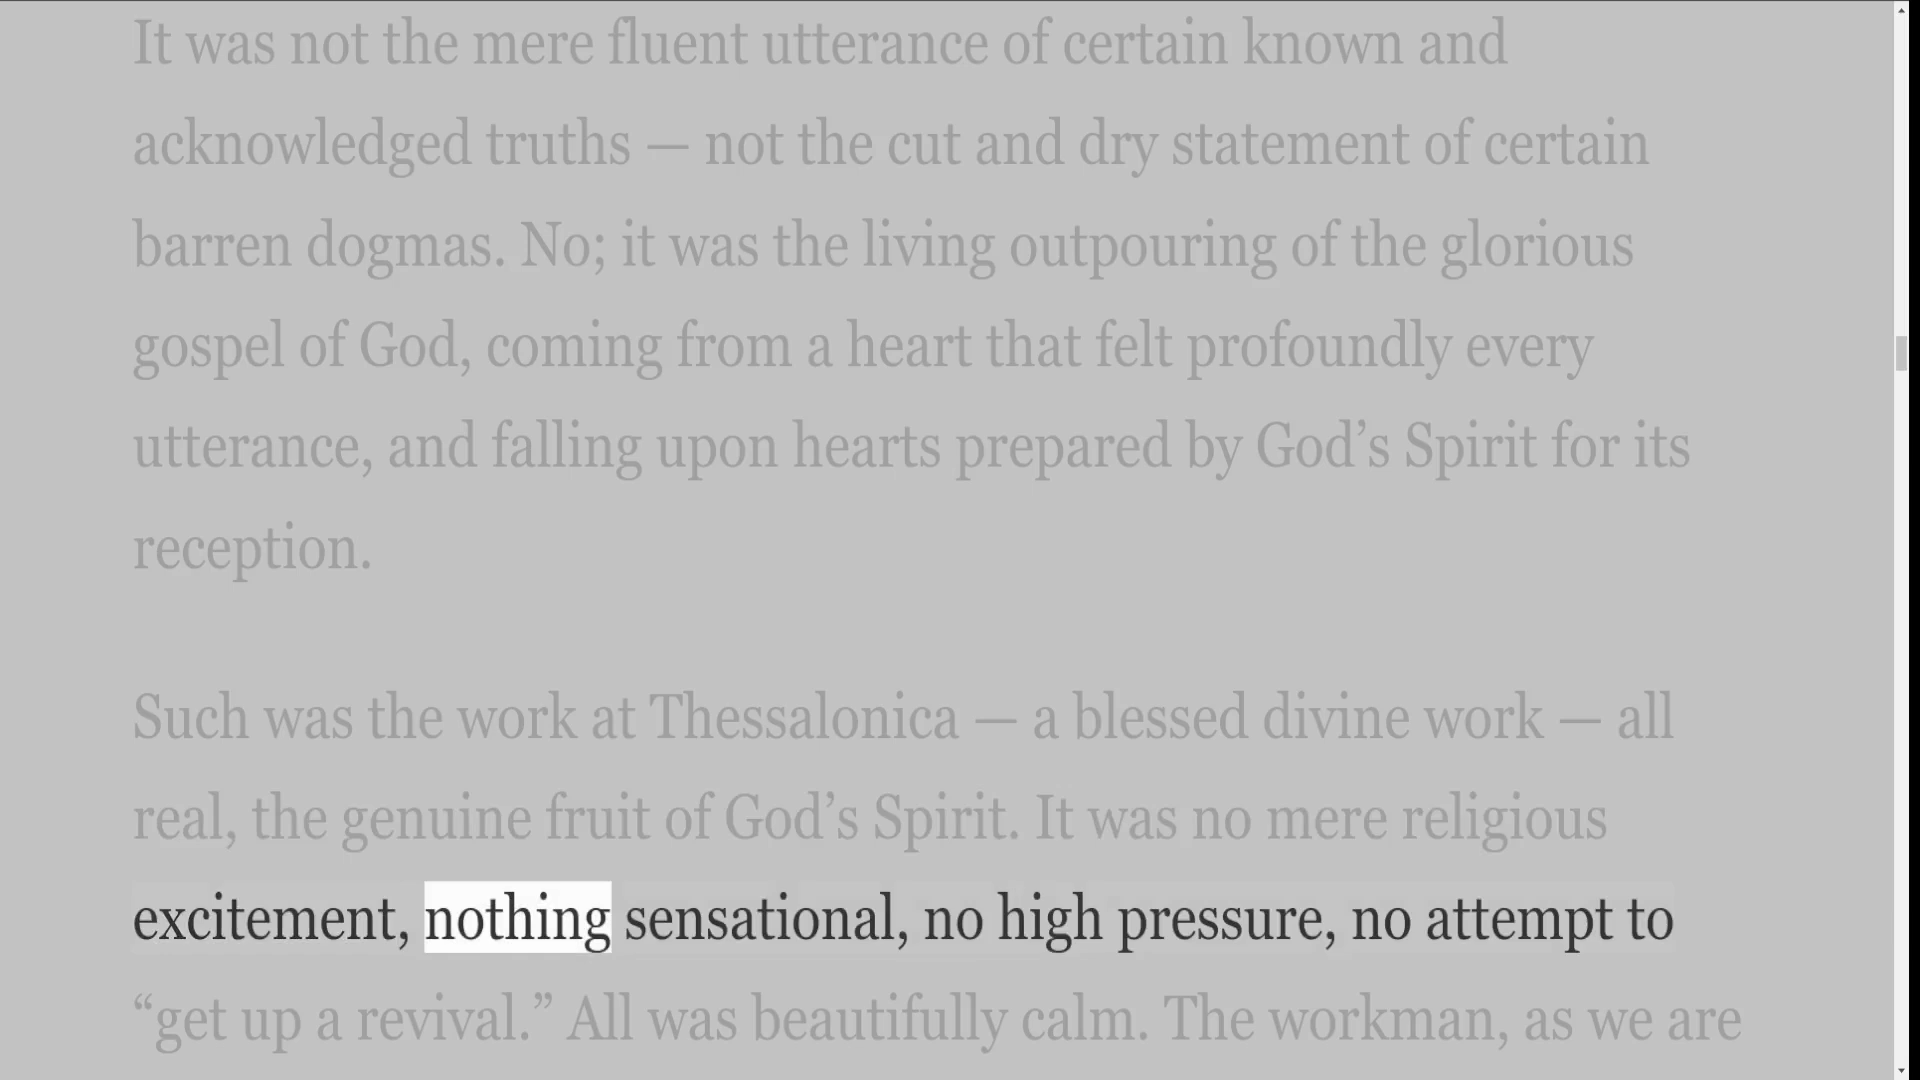 It was not the mere fluent utterance of certain known and
acknowledged truths — not the cut and dry statement of certain
barren dogmas. No; it was the living outpouring of the glorious
gospel of God, coming from a heart that felt profoundly every
utterance, and falling upon hearts prepared by God’s Spirit for its
reception.
Such was the work at Thessalonica — a blessed divine work — all
real, the genuine fruit of God’s Spirit. It was no mere religious
excitement, nothing sensational, no high pressure, no attempt to
“get up a revival.” All was beautifully calm. The workman, as we are